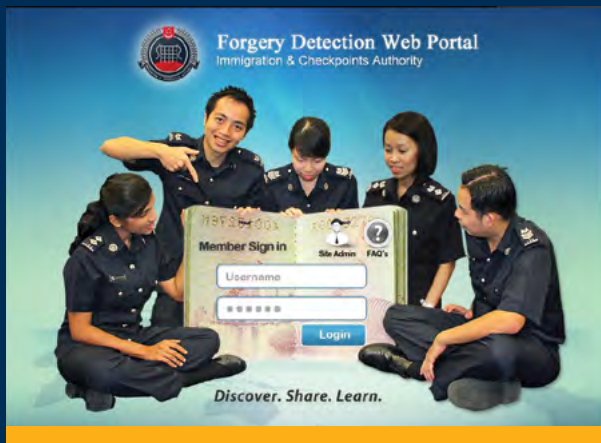 Forgery Detection Web Portal
Immigration & Checkpoints Authority
Member Sign in
Site Admin
FAQ's
?
Username
Login
Discover. Share. Learn.